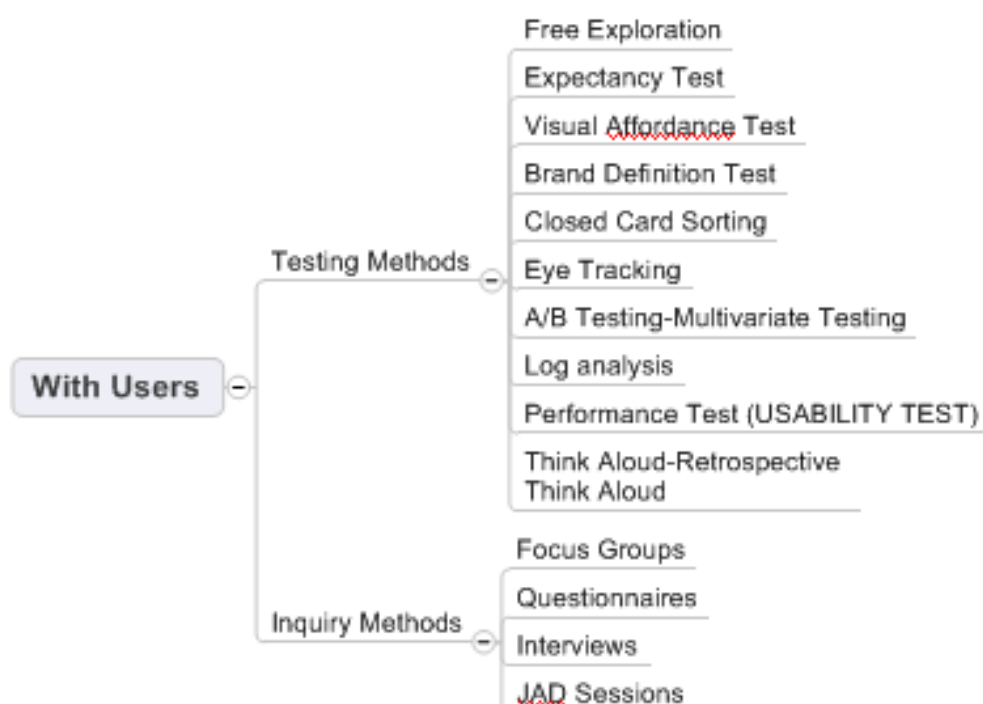 Free Exploration
Expectancy Test
Visual Affordance Test
Brand Definition Test
Closed Card Sorting
Testing Methods
Eye Tracking
A/B Testing-Multivariate Testing
Log analysis
With Users
Performance Test (USABILITY TEST)
Think Aloud-Retrospective
Think Aloud
Focus Groups
Questionnaires
Inquiry Methods
Interviews
JAD Sessions